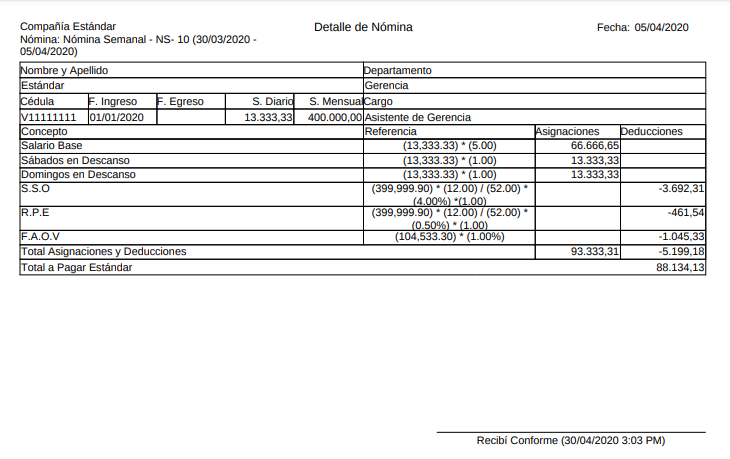 Compañía Estándar Detalle de Nómina Fecha: 05/04/2020
Nómina: Nómina Semanal - NS- 10 (30/03/2020 -
05/04/2020)
Nombre y Apellido Departamento
Estándar Gerencia
Cédula F. Ingreso F. Egreso S. Diario S. Mensual Cargo
V11111111 01/01/2020 13.333,33 400.000,00 Asistente de Gerencia
Concepto Referencia Asignaciones Deducciones
Salario Base (13,333.33) * (5.00) 66.666,65
Sábados en Descanso (13,333.33) * (1.00) 13.333,33
Domingos en Descanso (13,333.33) * (1.00) 13.333,33
S.S.O (399,999.90) * (12.00) / (52.00) * -3.692,31
(4.00%) *(1.00)
R.P.E (399,999.90) * (12.00) / (52.00) * -461,54
(0.50%) * (1.00)
F.A.O.V (104,533.30) * (1.00%) -1.045,33
Total Asignaciones y Deducciones 93.333,31 -5.199,18
Total a Pagar Estándar 88.134,13
Recibí Conforme (30/04/2020 3:03 PM)